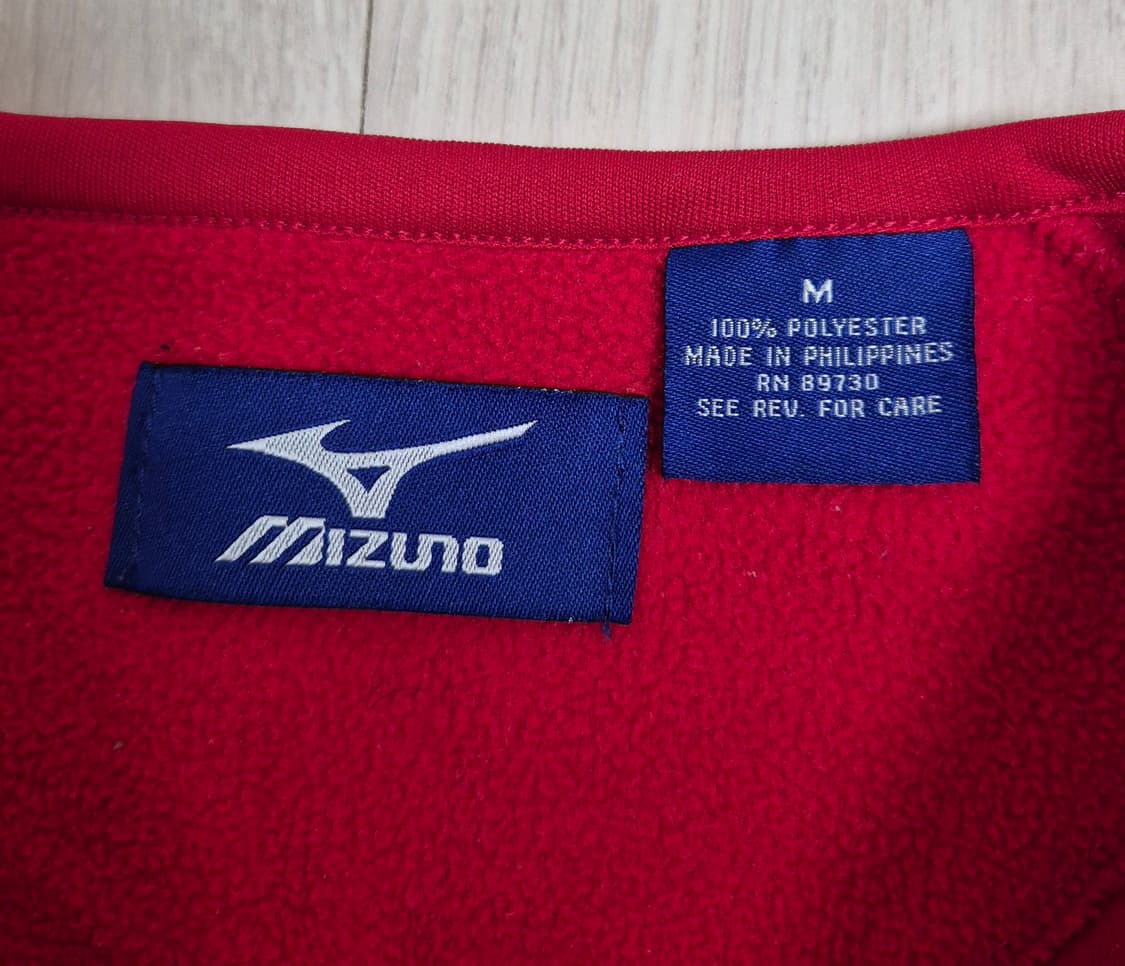 M
100% POLYESTER
MADE IN PHILIPPINES
RN 89730
SEE REV. FOR CARE
MIZUNO